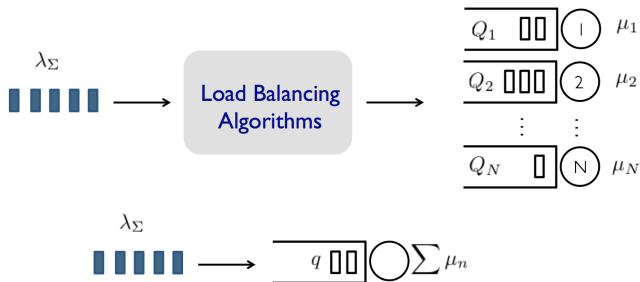 λ_Σ
Load Balancing
Algorithms
Q_1 1 μ_1
Q_2 2 μ_2
⋮ ⋮
Q_N N μ_N
λ_Σ
q ∑ μ_n